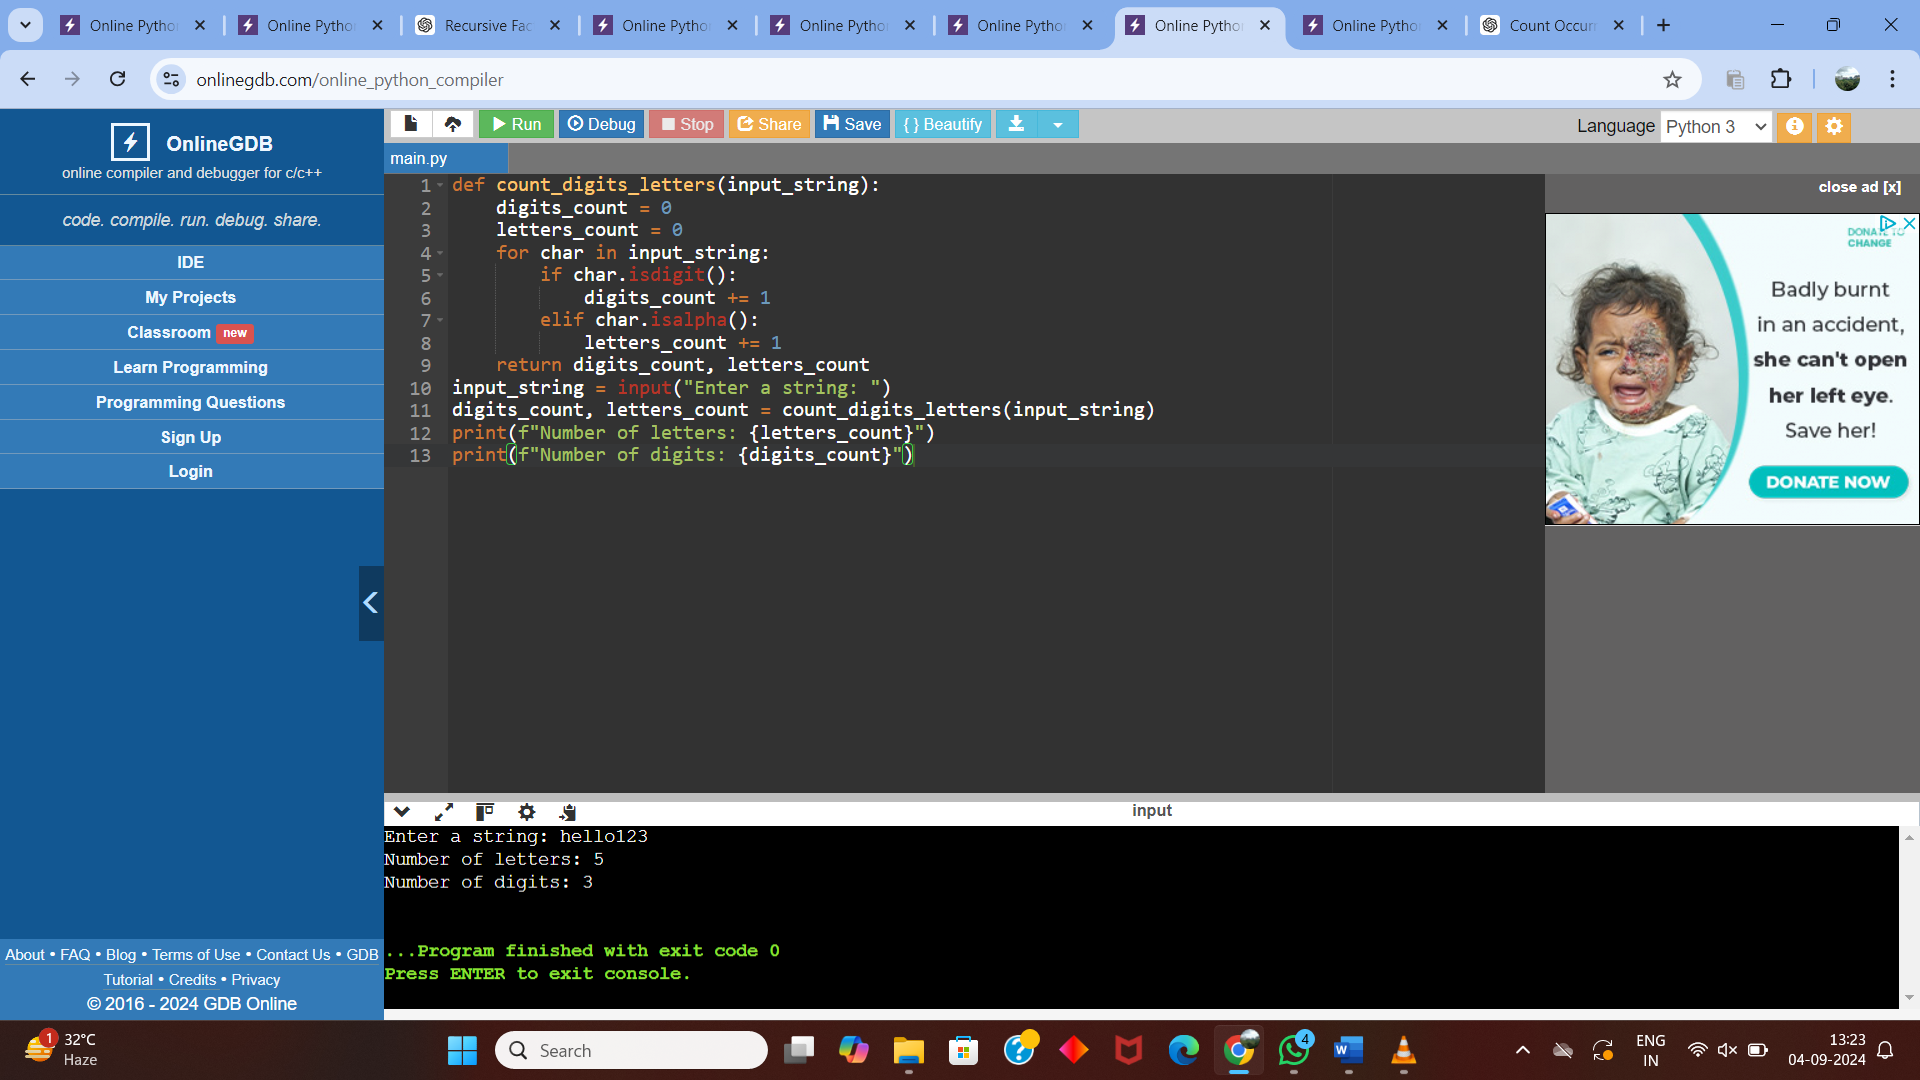 Online Pytho
Online Pytho
Recursive Fac
Online Pytho
Online Pytho
Online Pytho
Online Pytho
Online Pytho
Count Occur
onlinegdb.com/online_python_compiler
OnlineGDB
online compiler and debugger for c/c++
code. compile. run. debug. share.
IDE
My Projects
Classroom new
Learn Programming
Programming Questions
Sign Up
Login
About • FAQ • Blog • Terms of Use • Contact Us • GDB
Tutorial • Credits • Privacy
© 2016 - 2024 GDB Online
Run Debug Stop Share Save { } Beautify
Language Python 3
main.py
1 def count_digits_letters(input_string):
2 digits_count = 0
3 letters_count = 0
4 for char in input_string:
5 if char.isdigit():
6 digits_count += 1
7 elif char.isalpha():
8 letters_count += 1
9 return digits_count, letters_count
10 input_string = input("Enter a string: ")
11 digits_count, letters_count = count_digits_letters(input_string)
12 print(f"Number of letters: {letters_count}")
13 print(f"Number of digits: {digits_count}")
close ad [x]
DONATE TO
CHANGE
Badly burnt
in an accident,
she can't open
her left eye.
Save her!
DONATE NOW
input
Enter a string: hello123
Number of letters: 5
Number of digits: 3
...Program finished with exit code 0
Press ENTER to exit console.
1
32°C
Haze
Search
4
ENG
IN
13:23
04-09-2024